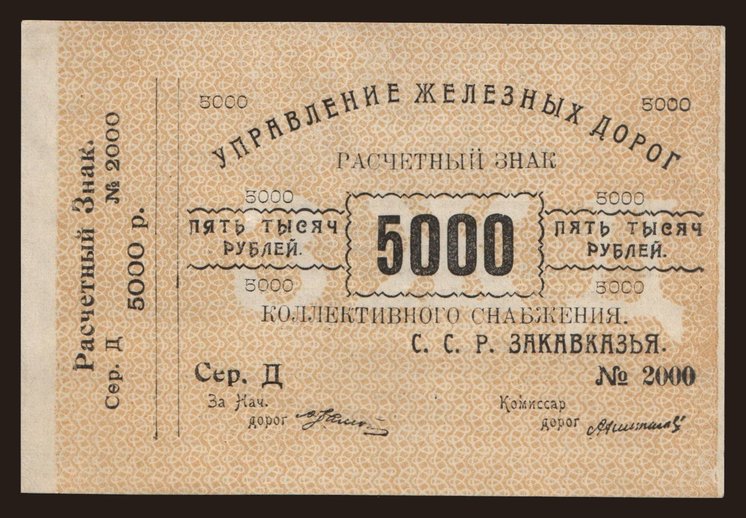 Расчетный Знак.
Сер. Д № 2000
5000 р.
5000 5000
УПРАВЛЕНИЕ ЖЕЛЕЗНЫХ ДОРОГ
РАСЧЕТНЫЙ ЗНАК
5000 5000
ПЯТЬ ТЫСЯЧ 5000 ПЯТЬ ТЫСЯЧ
РУБЛЕЙ. РУБЛЕЙ.
З Ж Д
5000 5000
КОЛЛЕКТИВНОГО СНАБЖЕНИЯ.
С. С. Р. ЗАКАВКАЗЬЯ.
Сер. Д № 2000
За Нач. Комиссар
дорог дорог